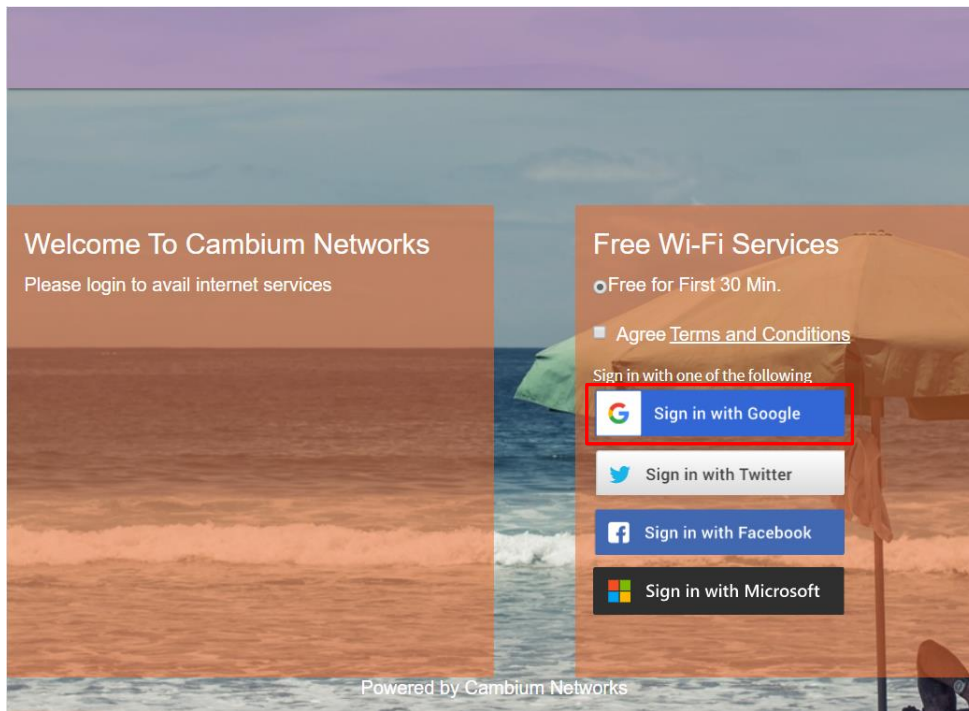 Welcome To Cambium Networks
Please login to avail internet services
Free Wi-Fi Services
Free for First 30 Min.
Agree Terms and Conditions
Sign in with one of the following
Sign in with Google
Sign in with Twitter
Sign in with Facebook
Sign in with Microsoft
Powered by Cambium Networks